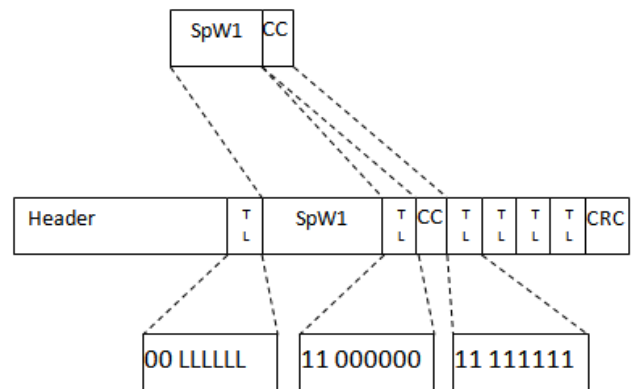 SpW1 CC
Header T L SpW1 T L CC T L T L T L T L CRC
00 LLLLLL 11 000000 11 111111